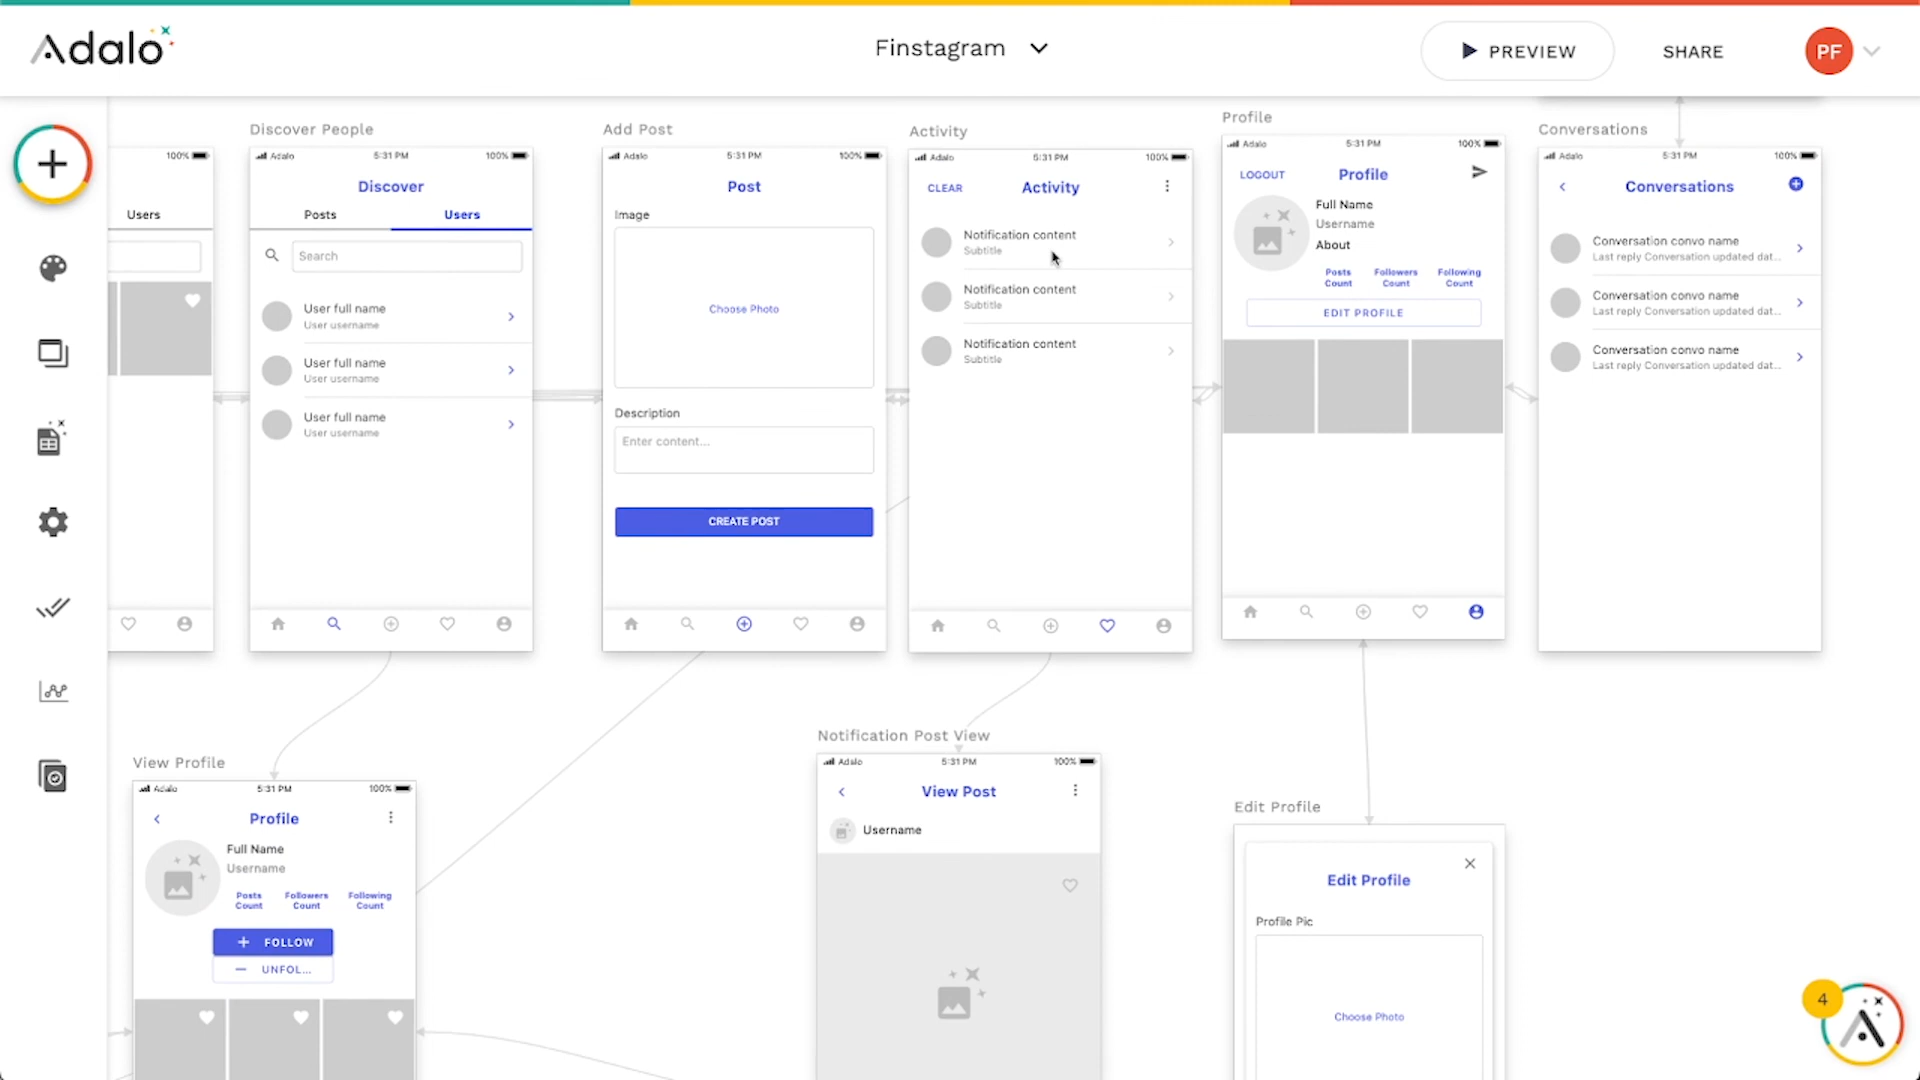 Adalo
Finstagram
PREVIEW
SHARE
PF
100%
Users
Discover People
Adalo 5:31 PM 100%
Discover
Posts Users
Search
User full name
User username
User full name
User username
User full name
User username
Add Post
Adalo 5:31 PM 100%
Post
Image
Choose Photo
Description
Enter content...
CREATE POST
Activity
Adalo 5:31 PM 100%
CLEAR Activity
Notification content
Subtitle
Notification content
Subtitle
Notification content
Subtitle
Profile
Adalo 5:31 PM 100%
LOGOUT Profile
Full Name
Username
About
Posts Followers Following
Count Count Count
EDIT PROFILE
Conversations
Adalo 5:31 PM 100%
Conversations
Conversation convo name
Last reply Conversation updated dat...
Conversation convo name
Last reply Conversation updated dat...
Conversation convo name
Last reply Conversation updated dat...
View Profile
Adalo 5:31 PM 100%
Profile
Full Name
Username
Posts Followers Following
Count Count Count
FOLLOW
UNFOL...
Notification Post View
Adalo 5:31 PM 100%
View Post
Username
Edit Profile
Edit Profile
Profile Pic
Choose Photo
4